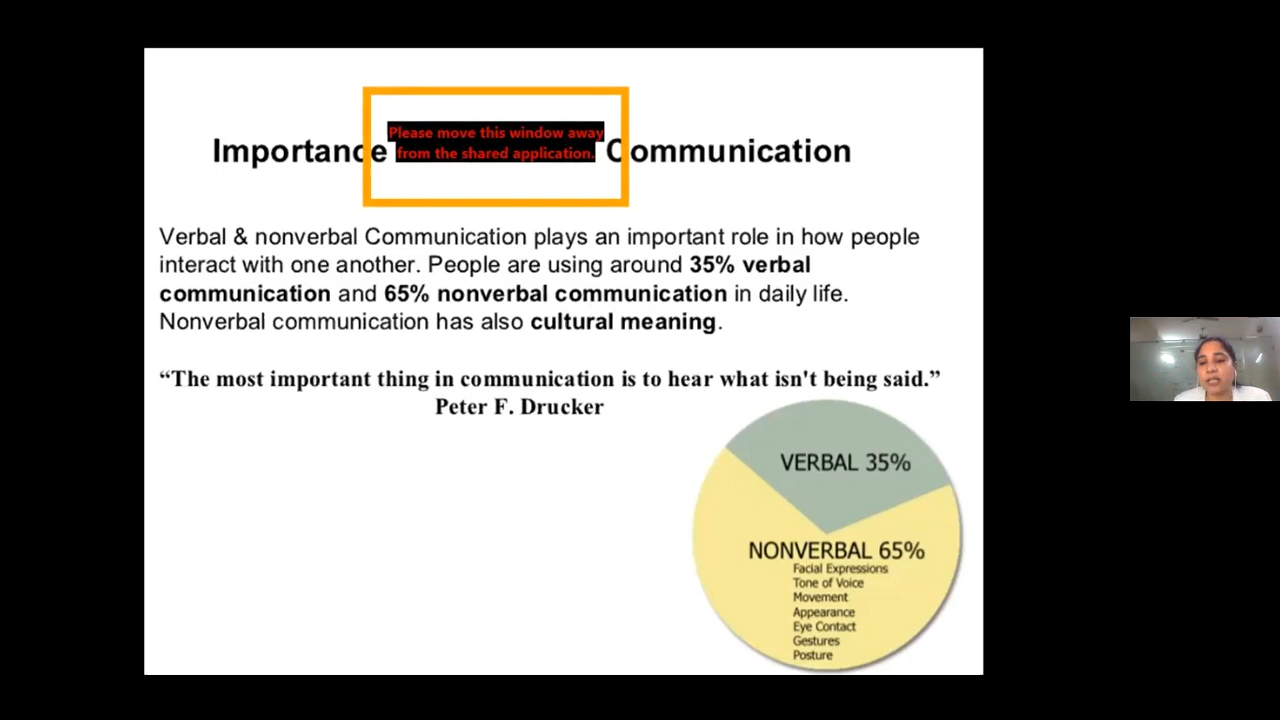 Importance
Please move this window away
from the shared application.
Communication
Verbal & nonverbal Communication plays an important role in how people
interact with one another. People are using around 35% verbal
communication and 65% nonverbal communication in daily life.
Nonverbal communication has also cultural meaning.
“The most important thing in communication is to hear what isn't being said.”
Peter F. Drucker
VERBAL 35%
NONVERBAL 65%
Facial Expressions
Tone of Voice
Movement
Appearance
Eye Contact
Gestures
Posture